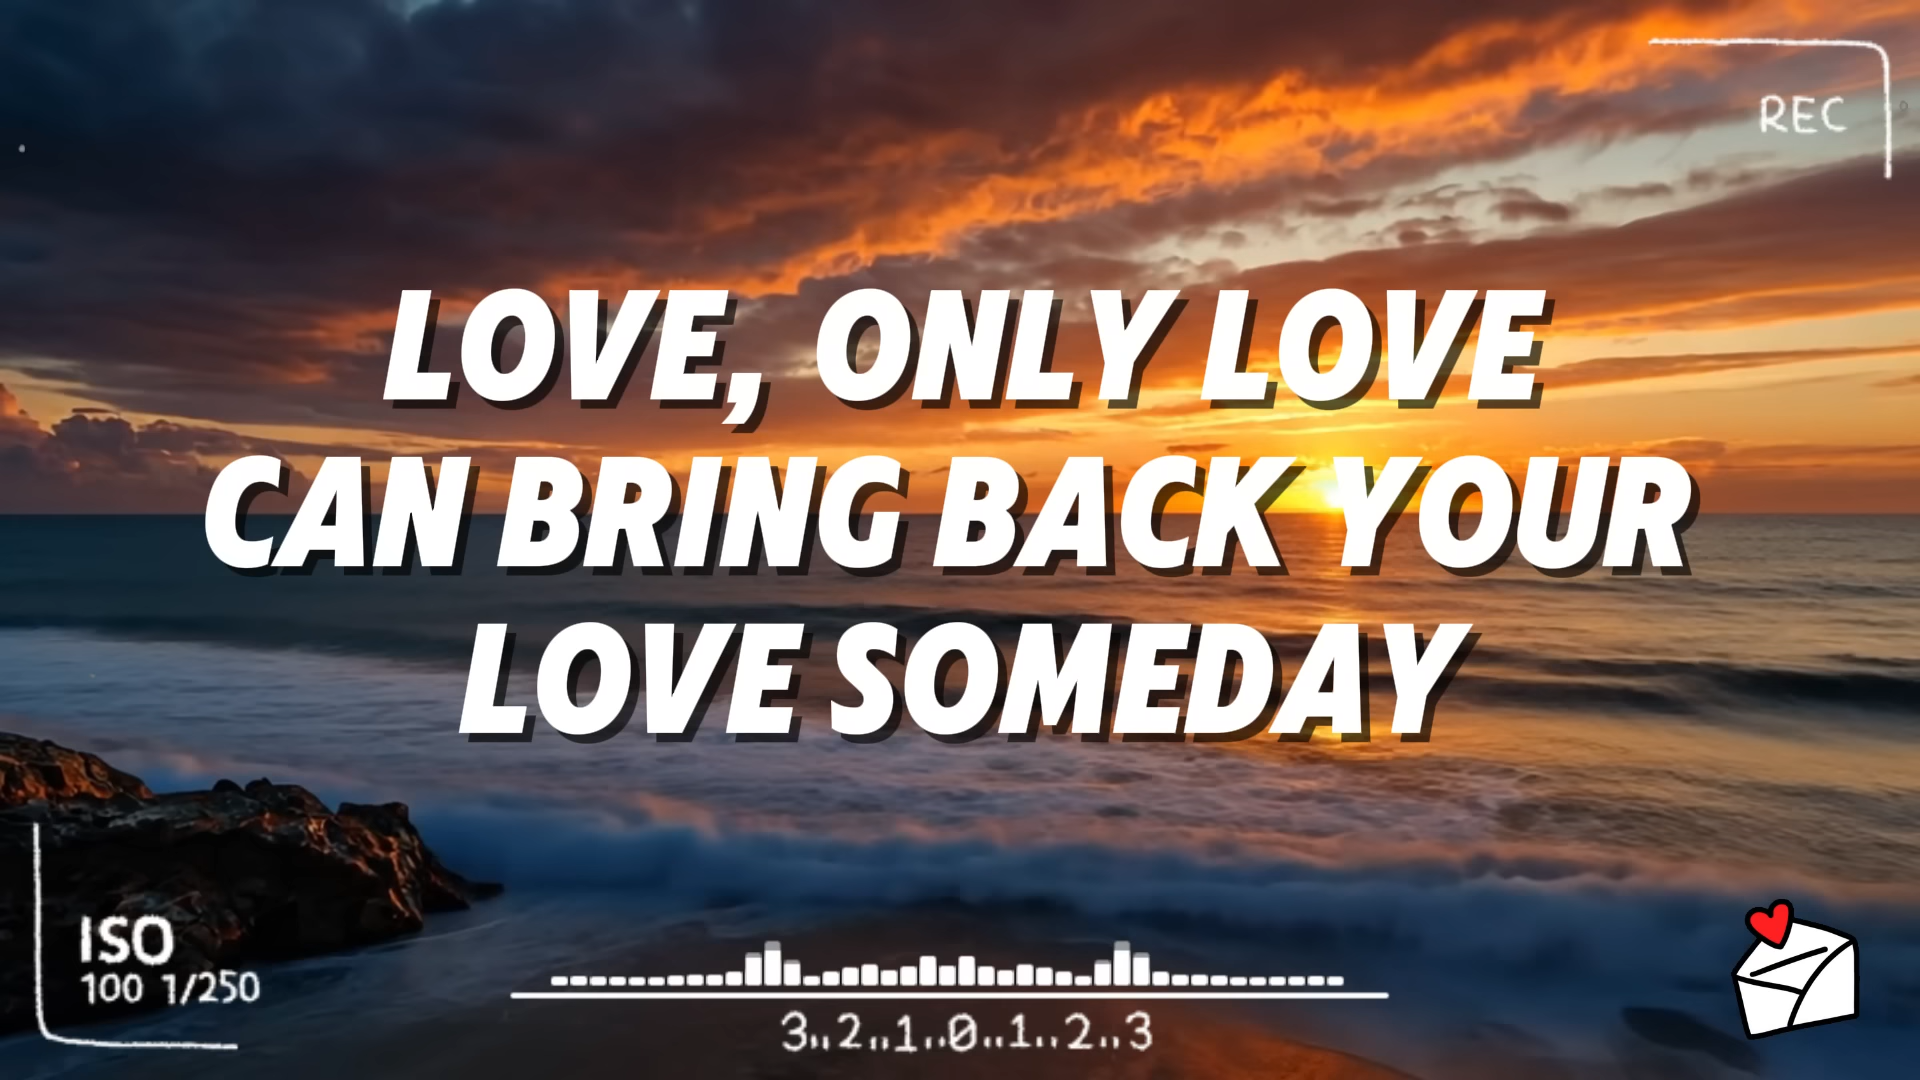 REC
LOVE, ONLY LOVE
CAN BRING BACK YOUR
LOVE SOMEDAY
ISO
100 1/250
3..2..1..0..1..2..3